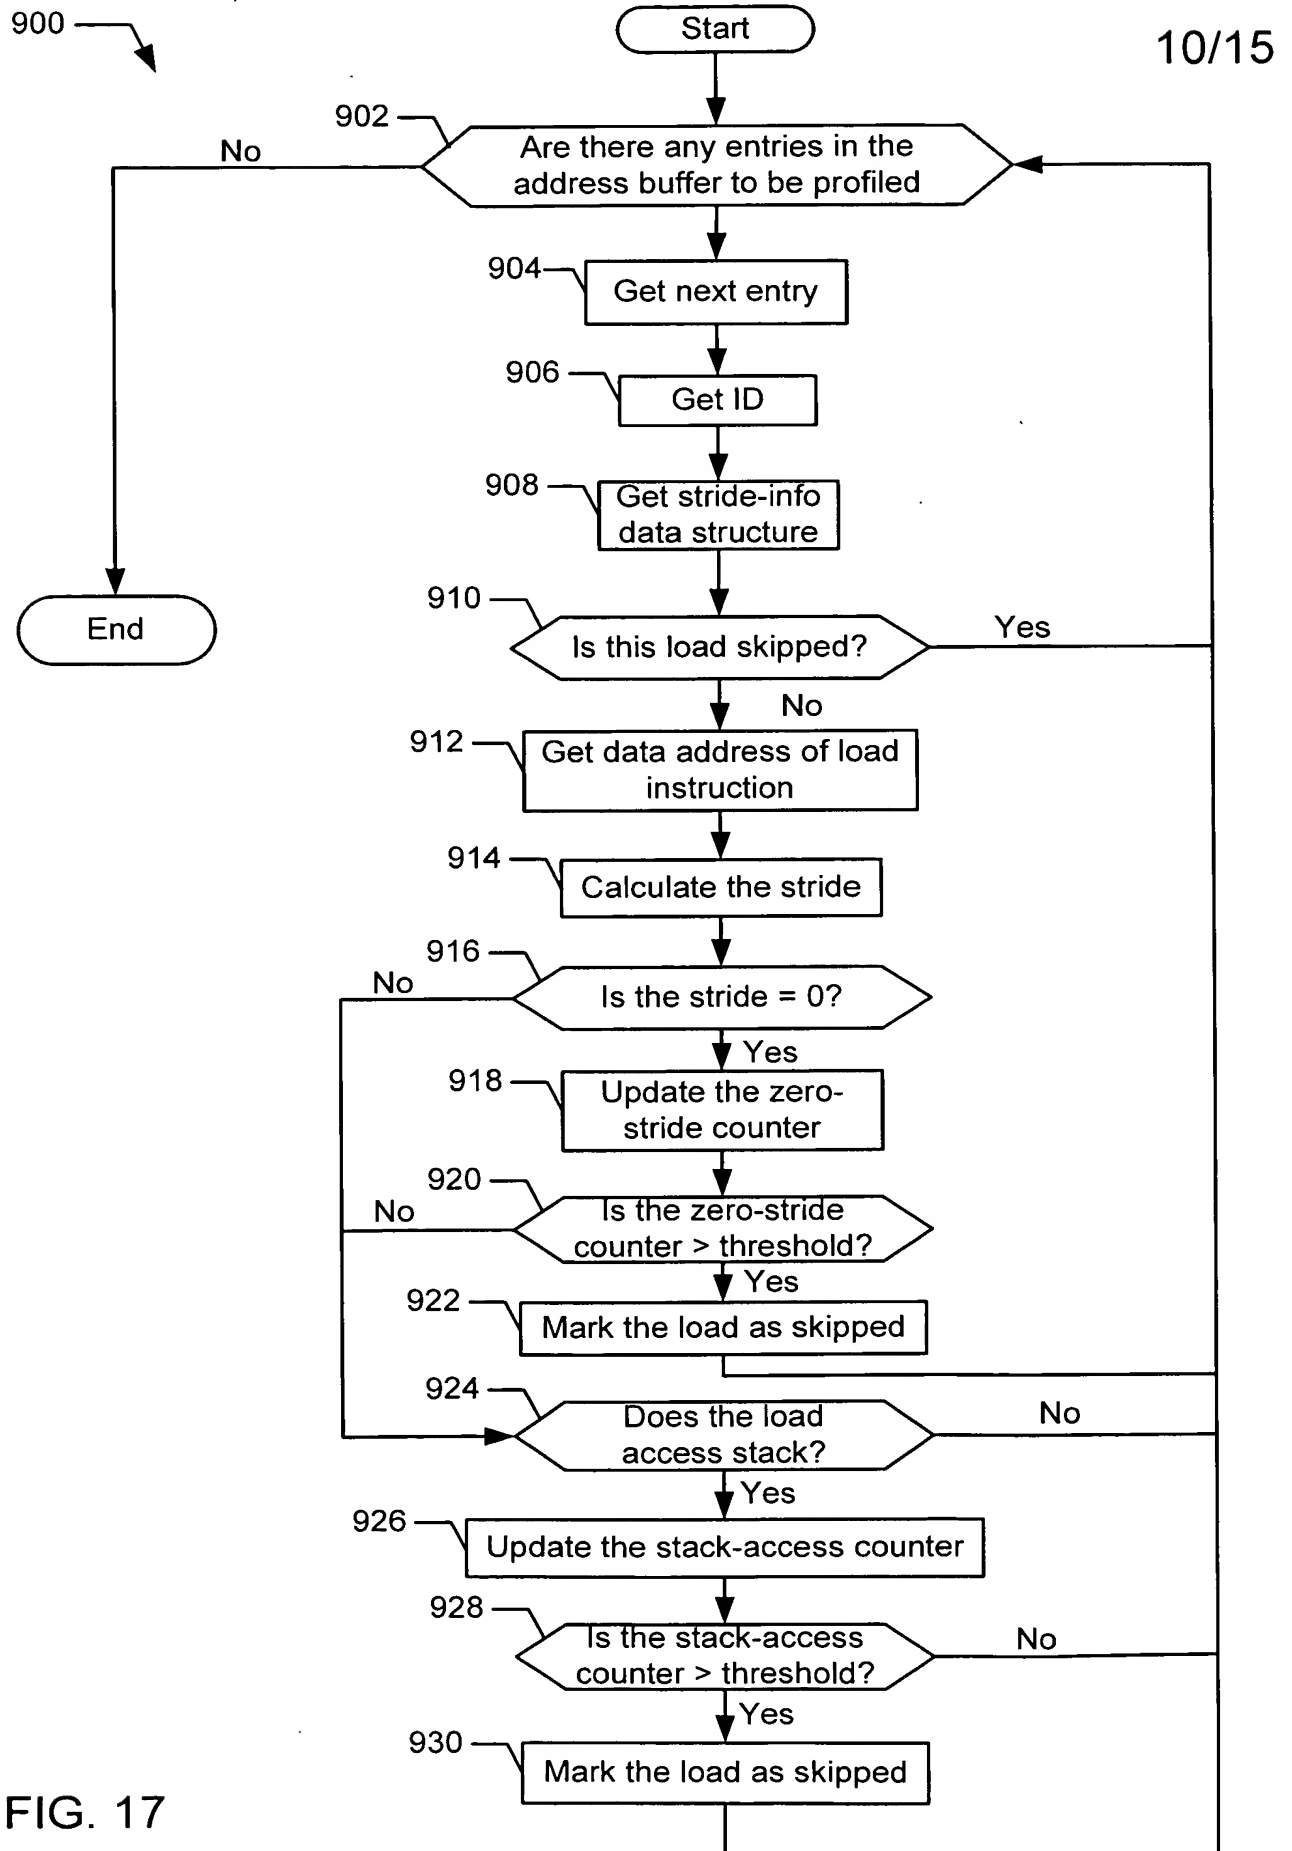 900
Start
10/15
902
No
Are there any entries in the
address buffer to be profiled
904
Get next entry
906
Get ID
908
Get stride-info
data structure
End
910
Is this load skipped?
Yes
No
912
Get data address of load
instruction
914
Calculate the stride
916
No
Is the stride = 0?
Yes
918
Update the zero-
stride counter
920
No
Is the zero-stride
counter > threshold?
Yes
922
Mark the load as skipped
924
Does the load
access stack?
No
Yes
926
Update the stack-access counter
928
Is the stack-access
counter > threshold?
No
Yes
930
Mark the load as skipped
FIG. 17